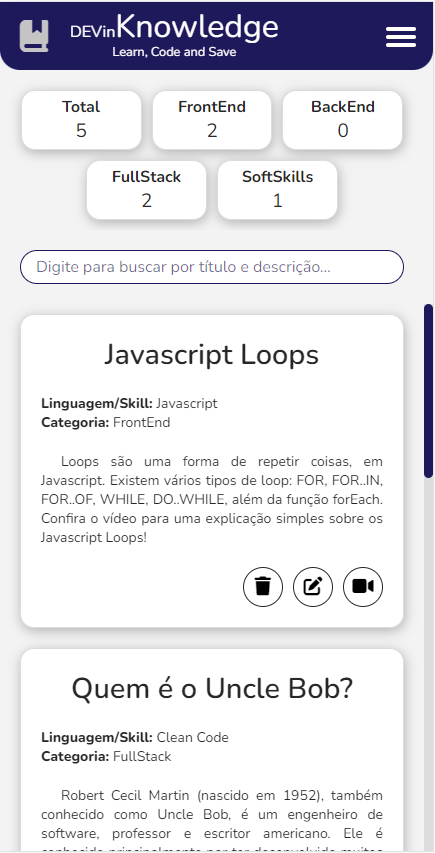 DEVinKnowledge
Learn, Code and Save
Total
5
FrontEnd
2
BackEnd
0
FullStack
2
SoftSkills
1
Digite para buscar por título e descrição...
Javascript Loops
Linguagem/Skill: Javascript
Categoria: FrontEnd
Loops são uma forma de repetir coisas, em
Javascript. Existem vários tipos de loop: FOR, FOR..IN,
FOR..OF, WHILE, DO..WHILE, além da função forEach.
Confira o vídeo para uma explicação simples sobre os
Javascript Loops!
Quem é o Uncle Bob?
Linguagem/Skill: Clean Code
Categoria: FullStack
Robert Cecil Martin (nascido em 1952), também
conhecido como Uncle Bob, é um engenheiro de
software, professor e escritor americano. Ele é